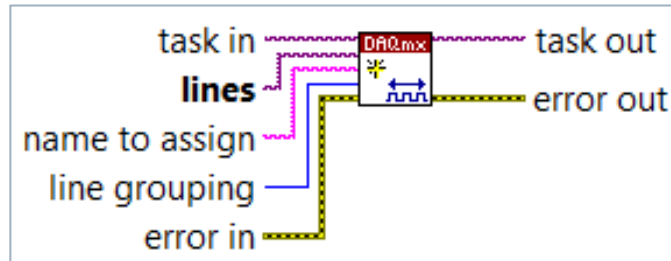 task in
DAQmx
task out
lines
error out
name to assign
line grouping
error in